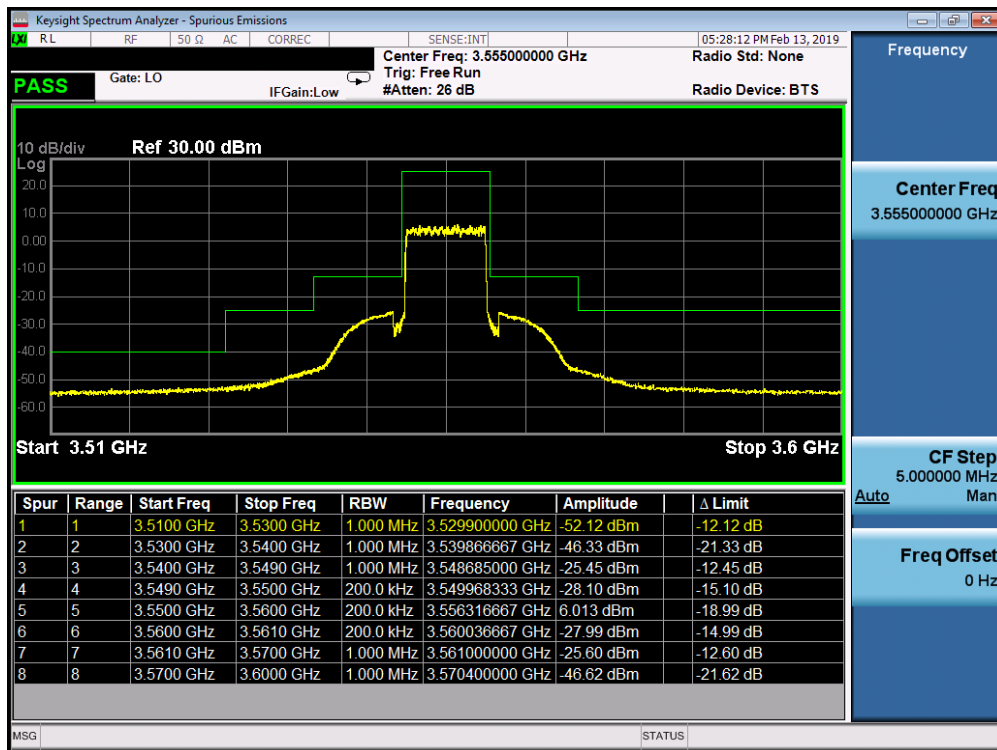 Keysight Spectrum Analyzer - Spurious Emissions
LXI RL RF 50 Ω AC CORREC SENSE:INT 05:28:12 PM Feb 13, 2019
Center Freq: 3.555000000 GHz Radio Std: None
Trig: Free Run
Gate: LO
PASS IFGain:Low #Atten: 26 dB Radio Device: BTS
Frequency
10 dB/div Ref 30.00 dBm
Log
20.0
10.0
0.00
-10.0
-20.0
-30.0
-40.0
-50.0
-60.0
Start 3.51 GHz Stop 3.6 GHz
Center Freq
3.555000000 GHz
CF Step
5.000000 MHz
Auto Man
Freq Offset
0 Hz
Spur Range Start Freq Stop Freq RBW Frequency Amplitude Δ Limit
1 1 3.5100 GHz 3.5300 GHz 1.000 MHz 3.529900000 GHz -52.12 dBm -12.12 dB
2 2 3.5300 GHz 3.5400 GHz 1.000 MHz 3.539866667 GHz -46.33 dBm -21.33 dB
3 3 3.5400 GHz 3.5490 GHz 1.000 MHz 3.548685000 GHz -25.45 dBm -12.45 dB
4 4 3.5490 GHz 3.5500 GHz 200.0 kHz 3.549968333 GHz -28.10 dBm -15.10 dB
5 5 3.5500 GHz 3.5600 GHz 200.0 kHz 3.556316667 GHz 6.013 dBm -18.99 dB
6 6 3.5600 GHz 3.5610 GHz 200.0 kHz 3.560036667 GHz -27.99 dBm -14.99 dB
7 7 3.5610 GHz 3.5700 GHz 1.000 MHz 3.561000000 GHz -25.60 dBm -12.60 dB
8 8 3.5700 GHz 3.6000 GHz 1.000 MHz 3.570400000 GHz -46.62 dBm -21.62 dB
MSG STATUS